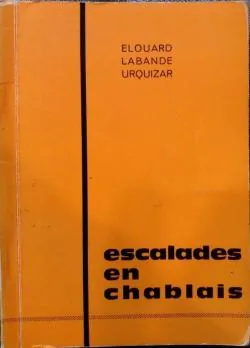 ELOUARD
LABANDE
URQUIZAR
escalades
en
chablais